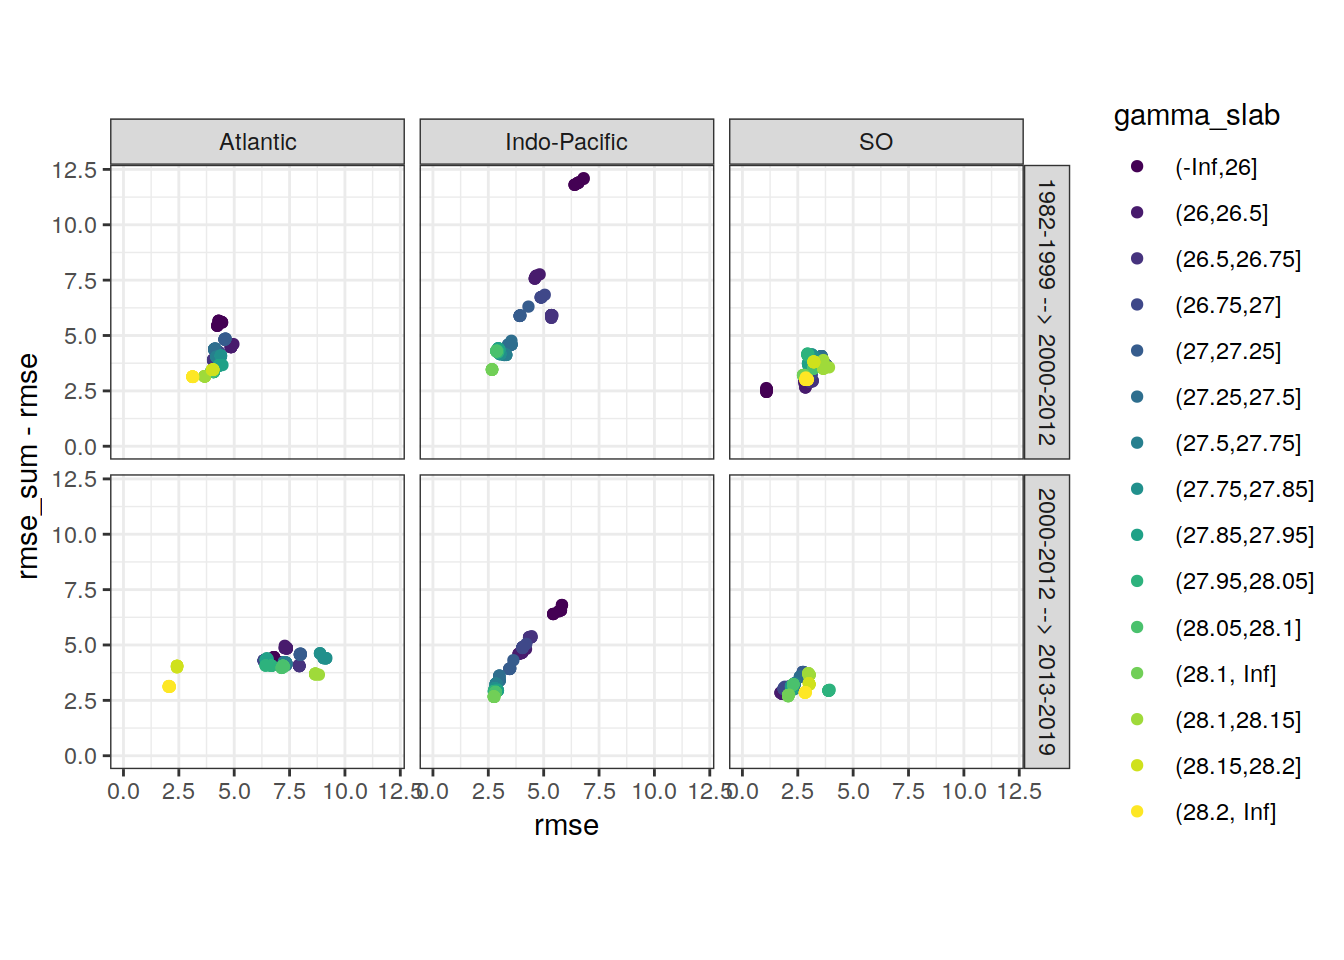 Atlantic
Indo-Pacific
SO
1982-1999 --> 2000-2012
2000-2012 --> 2013-2019
rmse_sum - rmse
12.5
10.0
7.5
5.0
2.5
0.0
12.5
10.0
7.5
5.0
2.5
0.0
0.0 2.5 5.0 7.5 10.0 12.5
0.0 2.5 5.0 7.5 10.0 12.5
0.0 2.5 5.0 7.5 10.0 12.5
rmse
gamma_slab
(-Inf,26]
(26,26.5]
(26.5,26.75]
(26.75,27]
(27,27.25]
(27.25,27.5]
(27.5,27.75]
(27.75,27.85]
(27.85,27.95]
(27.95,28.05]
(28.05,28.1]
(28.1, Inf]
(28.1,28.15]
(28.15,28.2]
(28.2, Inf]